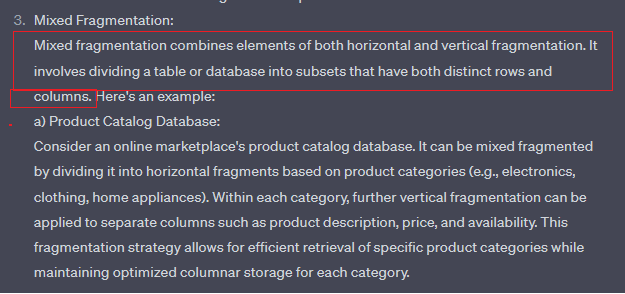 3. Mixed Fragmentation:
Mixed fragmentation combines elements of both horizontal and vertical fragmentation. It
involves dividing a table or database into subsets that have both distinct rows and
columns. Here's an example:
a) Product Catalog Database:
Consider an online marketplace's product catalog database. It can be mixed fragmented
by dividing it into horizontal fragments based on product categories (e.g., electronics,
clothing, home appliances). Within each category, further vertical fragmentation can be
applied to separate columns such as product description, price, and availability. This
fragmentation strategy allows for efficient retrieval of specific product categories while
maintaining optimized columnar storage for each category.